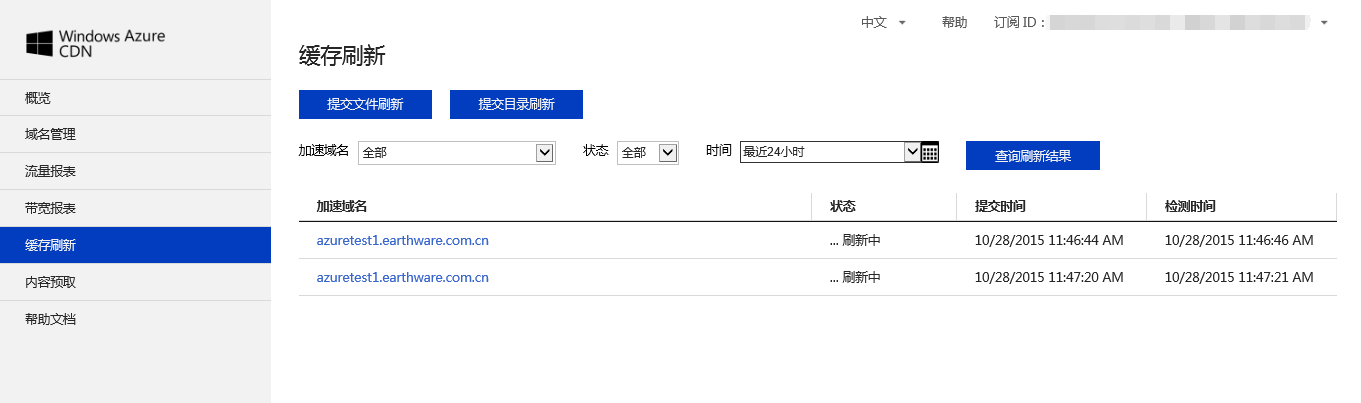 中文 帮助 订阅 ID：
Windows Azure
CDN
缓存刷新
概览
域名管理
流量报表
带宽报表
缓存刷新
内容预取
帮助文档
提交文件刷新 提交目录刷新
加速域名 全部 状态 全部 时间 最近24小时 查询刷新结果
加速域名 状态 提交时间 检测时间
azuretest1.earthware.com.cn ... 刷新中 10/28/2015 11:46:44 AM 10/28/2015 11:46:46 AM
azuretest1.earthware.com.cn ... 刷新中 10/28/2015 11:47:20 AM 10/28/2015 11:47:21 AM